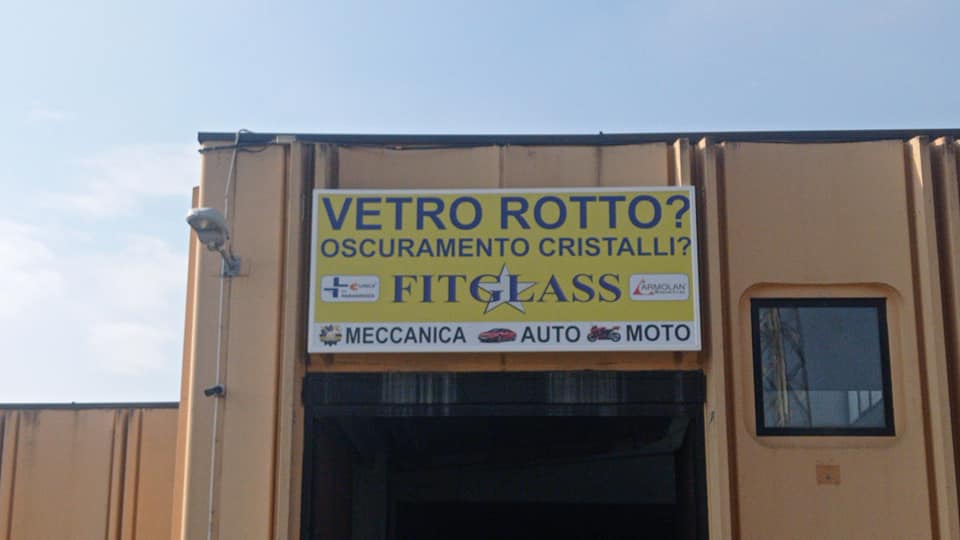 VETRO ROTTO?
OSCURAMENTO CRISTALLI?
FITGLASS
ARMOLAN
MECCANICA AUTO MOTO